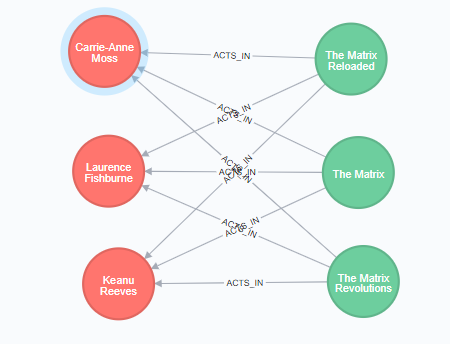 Carrie-Anne
Moss
ACTS_IN
The Matrix
Reloaded
ACTS_IN
ACTS_IN
ACTS_IN
Laurence
Fishburne
ACTS_IN
ACTS_IN
The Matrix
ACTS_IN
ACTS_IN
ACTS_IN
Keanu
Reeves
ACTS_IN
The Matrix
Revolutions